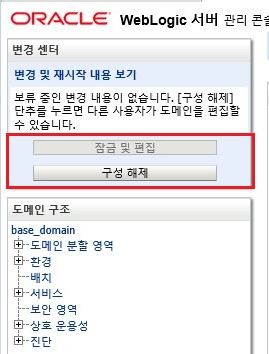 ORACLE WebLogic 서버 관리 콘솔
변경 센터
변경 및 재시작 내용 보기
보류 중인 변경 내용이 없습니다. [구성 해제]
단추를 누르면 다른 사용자가 도메인을 편집할
수 있습니다.
잠금 및 편집
구성 해제
도메인 구조
base_domain
도메인 분할 영역
환경
배치
서비스
보안 영역
상호 운용성
진단